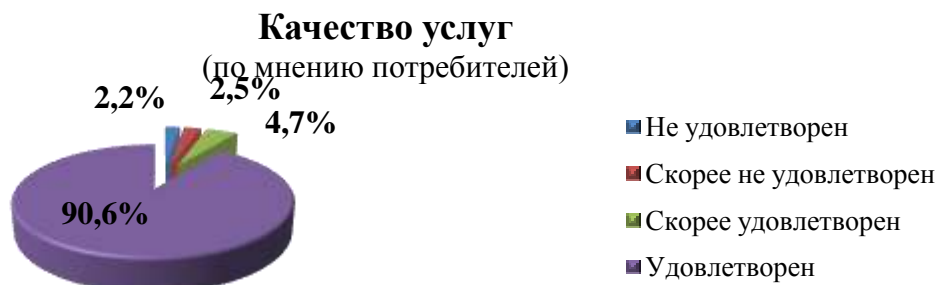 Качество услуг
(по мнению потребителей)
2,2%
2,5%
4,7%
90,6%
Не удовлетворен
Скорее не удовлетворен
Скорее удовлетворен
Удовлетворен